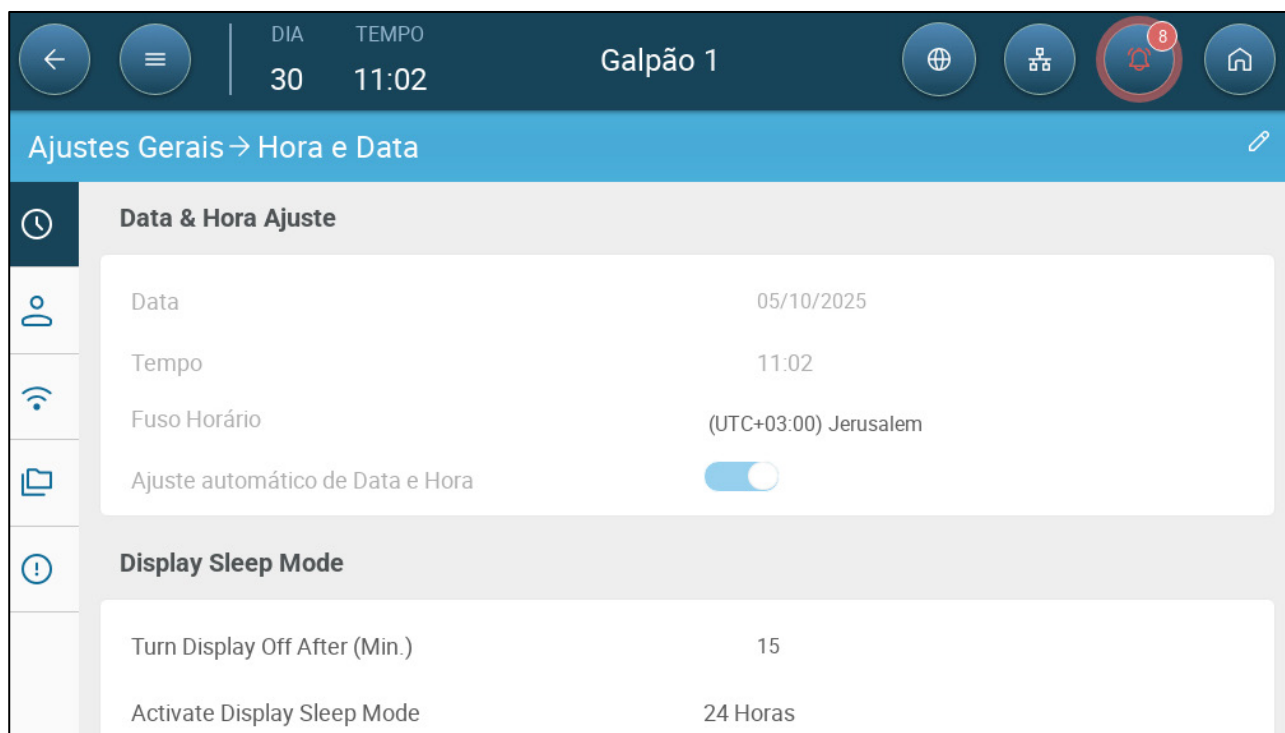 DIA TEMPO
30 11:02
Galpão 1
8
Ajustes Gerais → Hora e Data
Data & Hora Ajuste
Data 05/10/2025
Tempo 11:02
Fuso Horário (UTC+03:00) Jerusalem
Ajuste automático de Data e Hora
Display Sleep Mode
Turn Display Off After (Min.) 15
Activate Display Sleep Mode 24 Horas